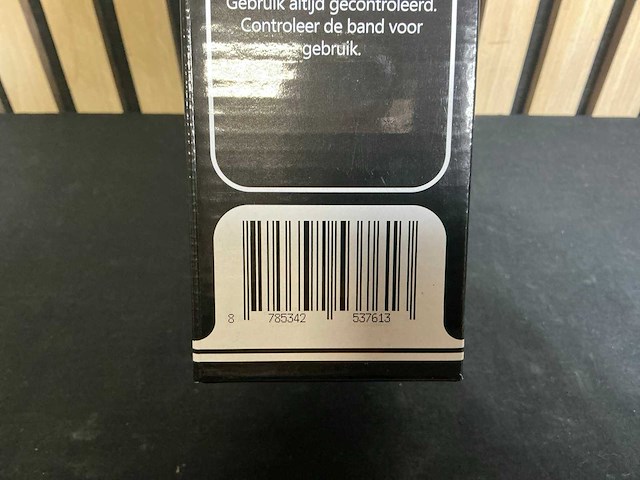 Gebruik altijd gecontroleerd.
Controleer de band voor
gebruik.
8 785342 537613